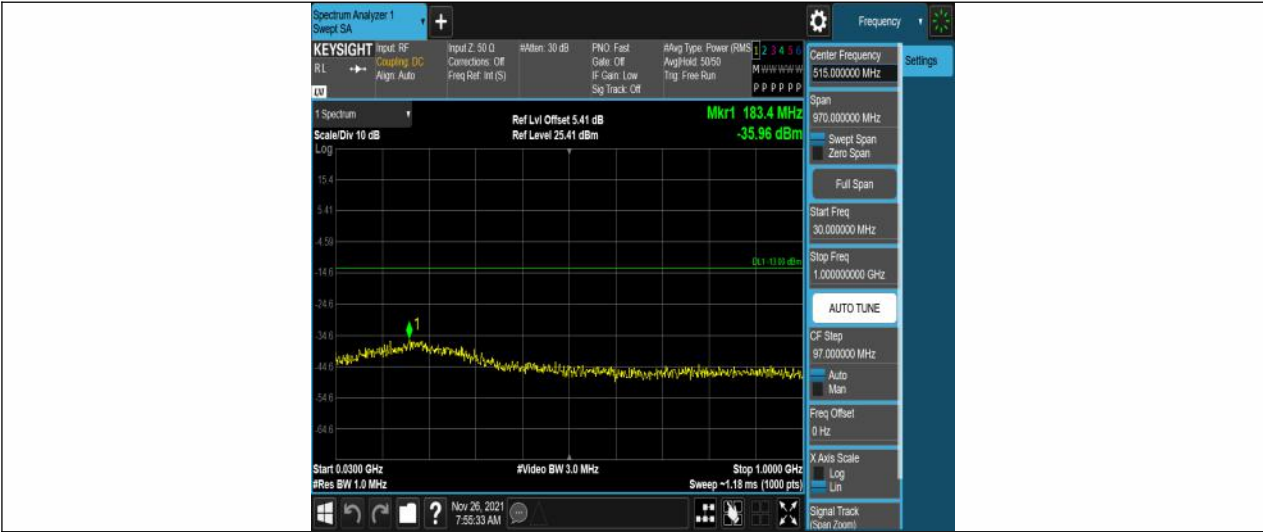 Spectrum Analyzer 1
Swept SA
Frequency
KEYSIGHT
RL
Input: RF
Coupling: DC
Align: Auto
Input Z: 50 Ω
Corrections: Off
Freq Ref: Int (S)
#Atten: 30 dB
PNO: Fast
Gate: Off
IF Gain: Low
Sig Track: Off
#Avg Type: Power (RMS
Avg|Hold: 50/50
Trig: Free Run
1 2 3 4 5 6
M W W W W W
P P P P P P
1 Spectrum
Scale/Div 10 dB
Log
Ref Lvl Offset 5.41 dB
Ref Level 25.41 dBm
Mkr1 183.4 MHz
-35.96 dBm
15.4
5.41
-4.59
-14.6
-24.6
-34.6
-44.6
-54.6
-64.6
DL1 -13.00 dBm
1
Start 0.0300 GHz
#Res BW 1.0 MHz
#Video BW 3.0 MHz
Stop 1.0000 GHz
Sweep ~1.18 ms (1000 pts)
Nov 26, 2021
7:55:33 AM
Center Frequency
515.000000 MHz
Settings
Span
970.000000 MHz
Swept Span
Zero Span
Full Span
Start Freq
30.000000 MHz
Stop Freq
1.000000000 GHz
AUTO TUNE
CF Step
97.000000 MHz
Auto
Man
Freq Offset
0 Hz
X Axis Scale
Log
Lin
Signal Track
(Span Zoom)